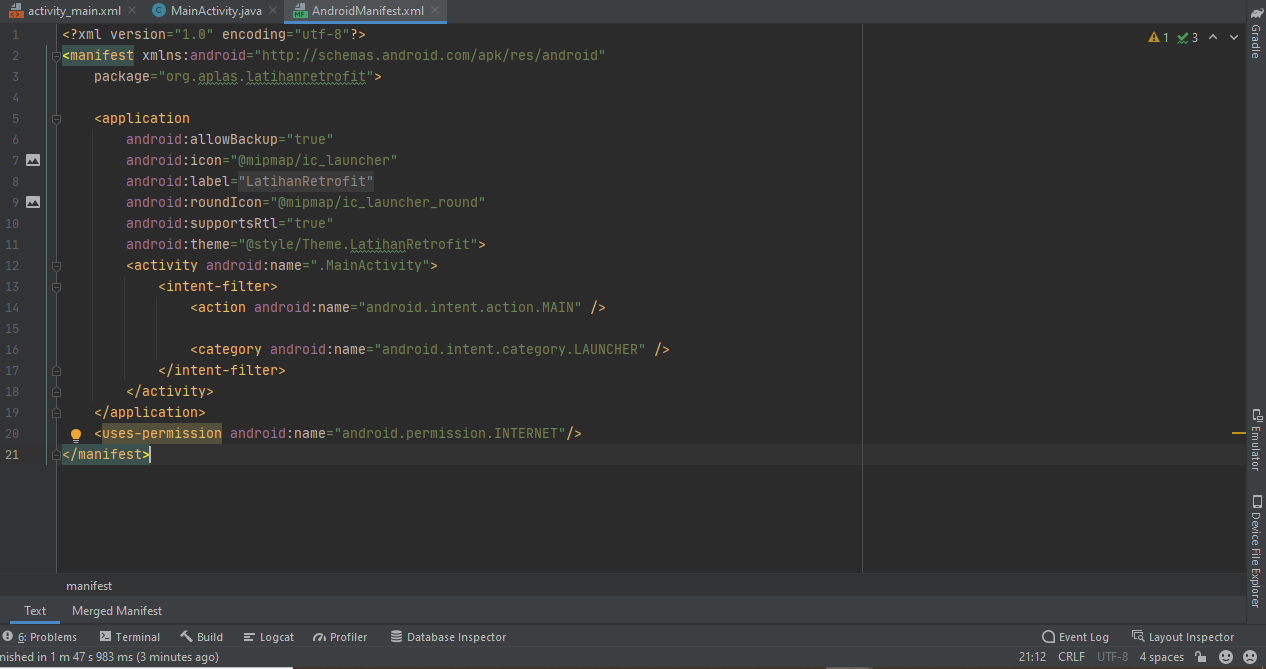 activity_main.xml MainActivity.java AndroidManifest.xml
1 <?xml version="1.0" encoding="utf-8"?> 1 3
2 <manifest xmlns:android="http://schemas.android.com/apk/res/android"
3 package="org.aplas.latihanretrofit">
4
5 <application
6 android:allowBackup="true"
7 android:icon="@mipmap/ic_launcher"
8 android:label="LatihanRetrofit"
9 android:roundIcon="@mipmap/ic_launcher_round"
10 android:supportsRtl="true"
11 android:theme="@style/Theme.LatihanRetrofit">
12 <activity android:name=".MainActivity">
13 <intent-filter>
14 <action android:name="android.intent.action.MAIN" />
15
16 <category android:name="android.intent.category.LAUNCHER" />
17 </intent-filter>
18 </activity>
19 </application>
20 <uses-permission android:name="android.permission.INTERNET"/>
21 </manifest>
Gradle
Emulator
Device File Explorer
manifest
Text Merged Manifest
6: Problems Terminal Build Logcat Profiler Database Inspector Event Log Layout Inspector
nished in 1 m 47 s 983 ms (3 minutes ago) 21:12 CRLF UTF-8 4 spaces